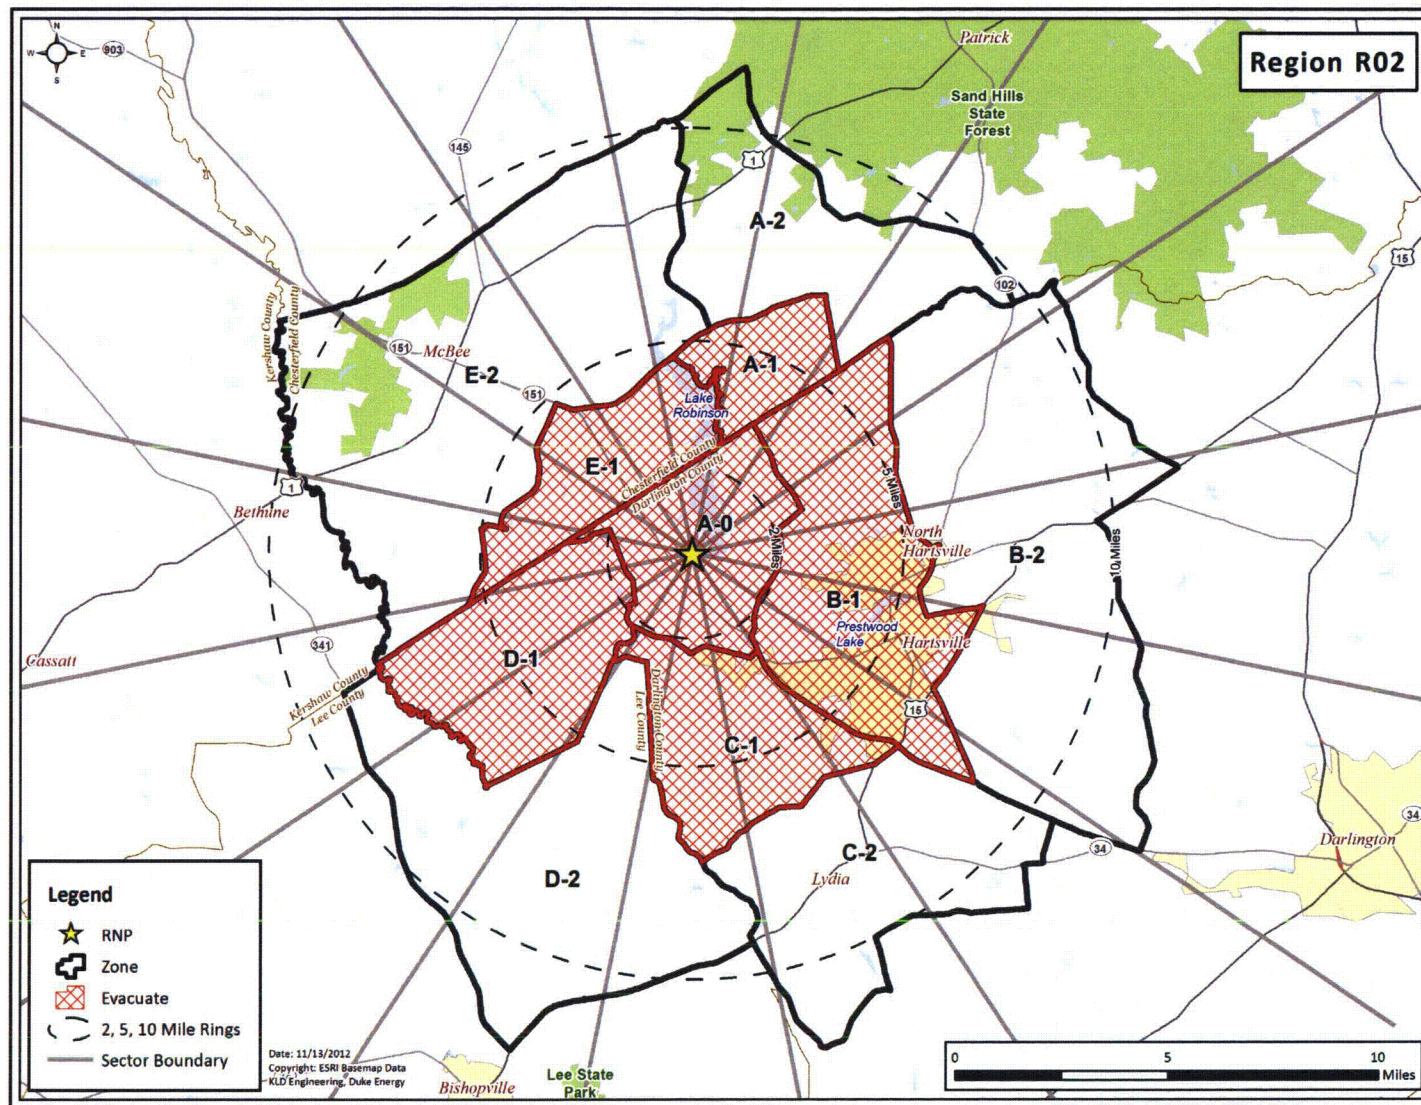 N
W
E
S
903
Patrick
Region R02
Sand Hills
State
Forest
145
1
A-2
15
102
Kershaw County
Chesterfield County
151
McBee
E-2
151
A-1
Lake
Robinson
E-1
Chesterfield County
Darlington County
5 Miles
1
Bethune
A-0
2 Miles
North
Hartsville
B-2
10 Miles
B-1
Prestwood
Lake
Hartsville
341
Cassatt
D-1
Kershaw County
Lee County
Darlington County
Lee County
15
C-1
34
Darlington
34
C-2
Lydia
D-2
Legend
RNP
Zone
Evacuate
2, 5, 10 Mile Rings
Sector Boundary
Date: 11/13/2012
Copyright: ESRI Basemap Data
KLD Engineering, Duke Energy
Bishopville
Lee State
Park
0
5
10
Miles